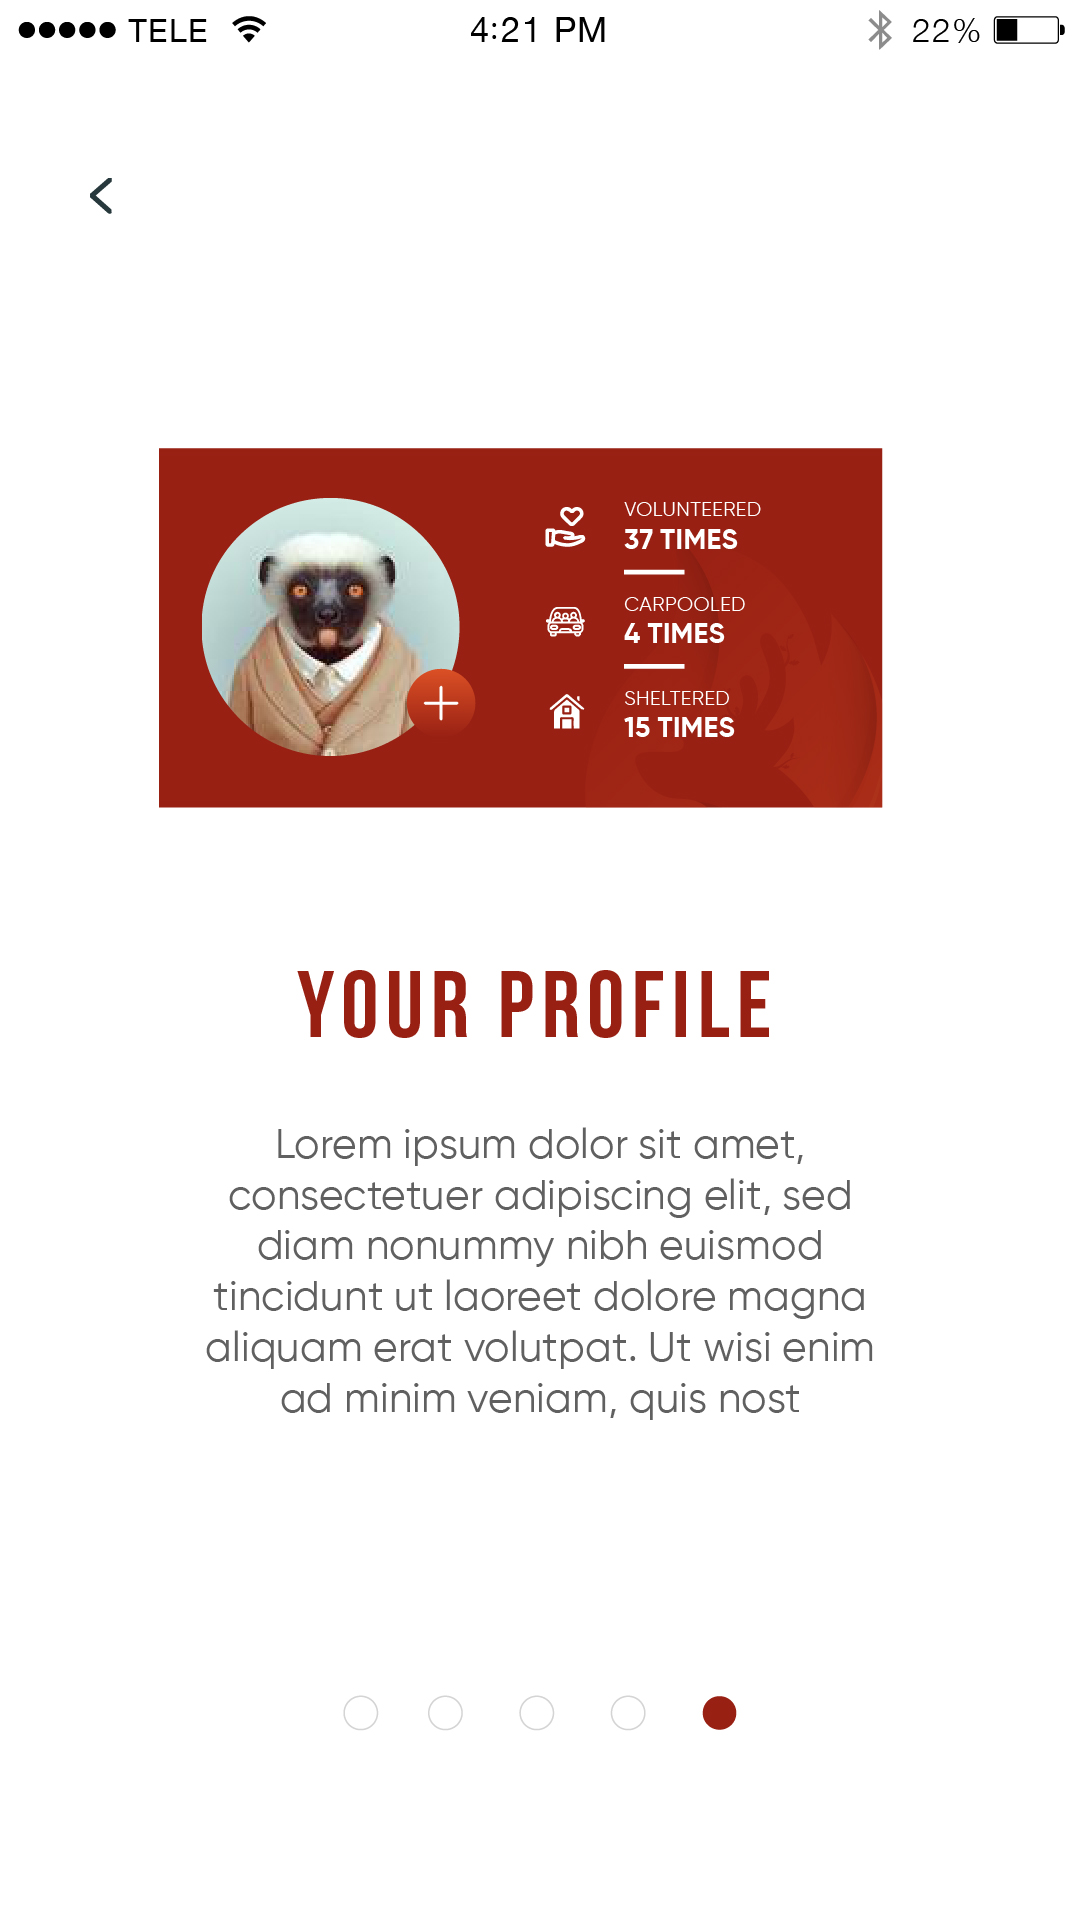 TELE
4:21 PM
22%
VOLUNTEERED
37 TIMES
CARPOOLED
4 TIMES
SHELTERED
15 TIMES
YOUR PROFILE
Lorem ipsum dolor sit amet,
consectetuer adipiscing elit, sed
diam nonummy nibh euismod
tincidunt ut laoreet dolore magna
aliquam erat volutpat. Ut wisi enim
ad minim veniam, quis nost